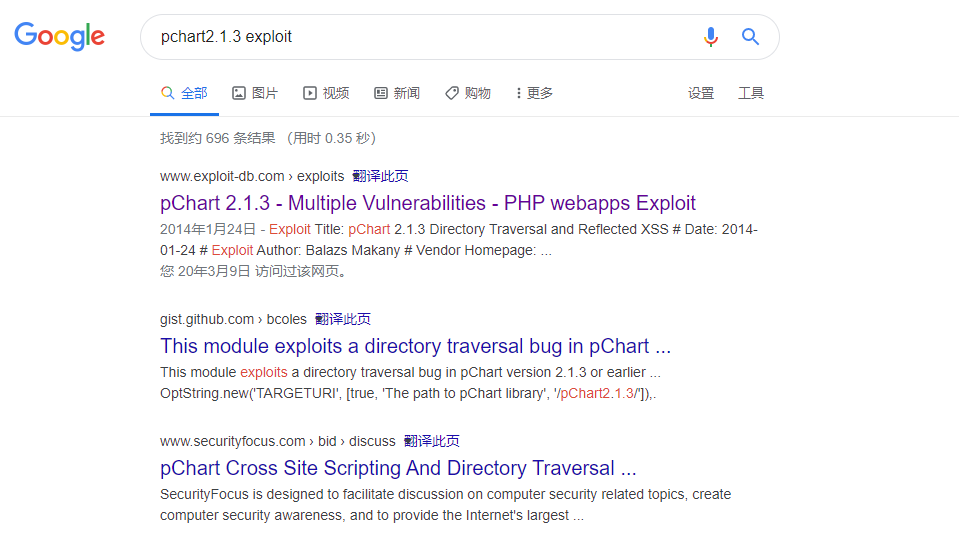 Google
pchart2.1.3 exploit
全部 图片 视频 新闻 购物 更多 设置 工具
找到约 696 条结果 （用时 0.35 秒）
www.exploit-db.com › exploits 翻译此页
pChart 2.1.3 - Multiple Vulnerabilities - PHP webapps Exploit
2014年1月24日 - Exploit Title: pChart 2.1.3 Directory Traversal and Reflected XSS # Date: 2014-
01-24 # Exploit Author: Balazs Makany # Vendor Homepage: ...
您 20年3月9日 访问过该网页。
gist.github.com › bcoles 翻译此页
This module exploits a directory traversal bug in pChart ...
This module exploits a directory traversal bug in pChart version 2.1.3 or earlier ...
OptString.new('TARGETURI', [true, 'The path to pChart library', '/pChart2.1.3/']),.
www.securityfocus.com › bid › discuss 翻译此页
pChart Cross Site Scripting And Directory Traversal ...
SecurityFocus is designed to facilitate discussion on computer security related topics, create
computer security awareness, and to provide the Internet's largest ...